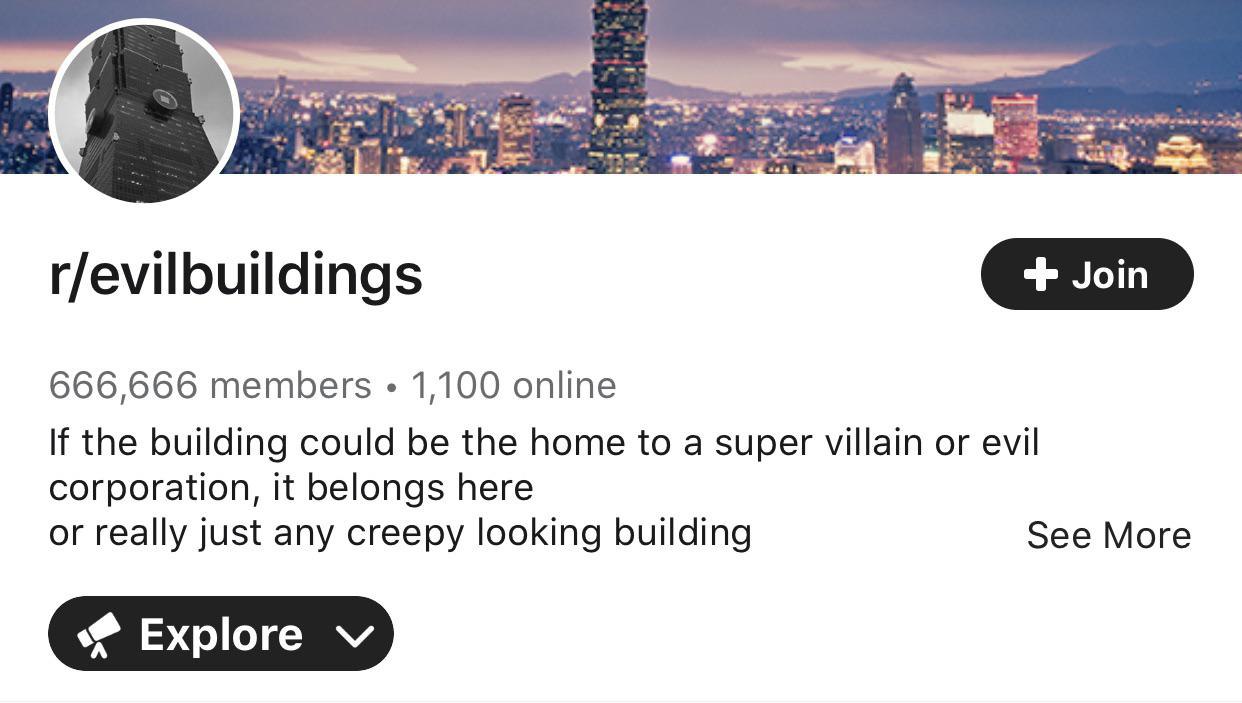 r/evilbuildings
Join
666,666 members • 1,100 online
If the building could be the home to a super villain or evil
corporation, it belongs here
or really just any creepy looking building
See More
Explore